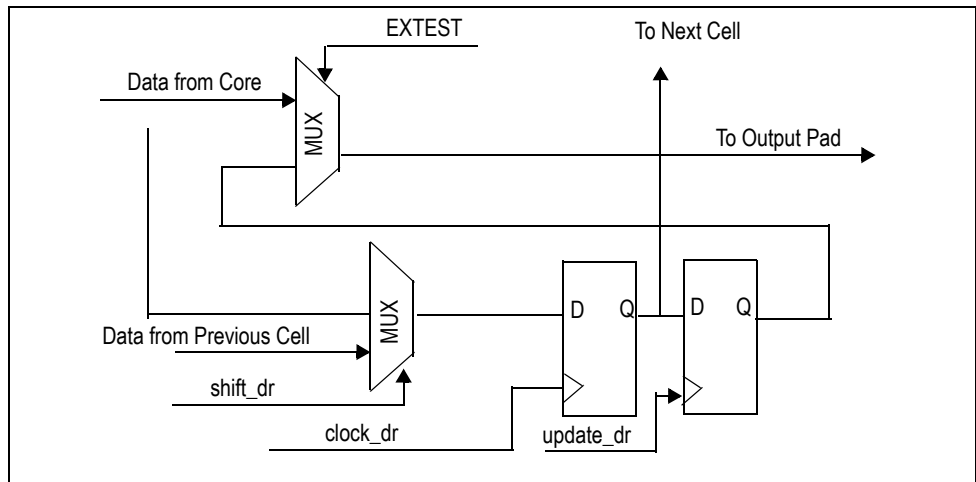 EXTEST
To Next Cell
Data from Core
MUX
To Output Pad
MUX
D Q
D Q
Data from Previous Cell
shift_dr
clock_dr
update_dr